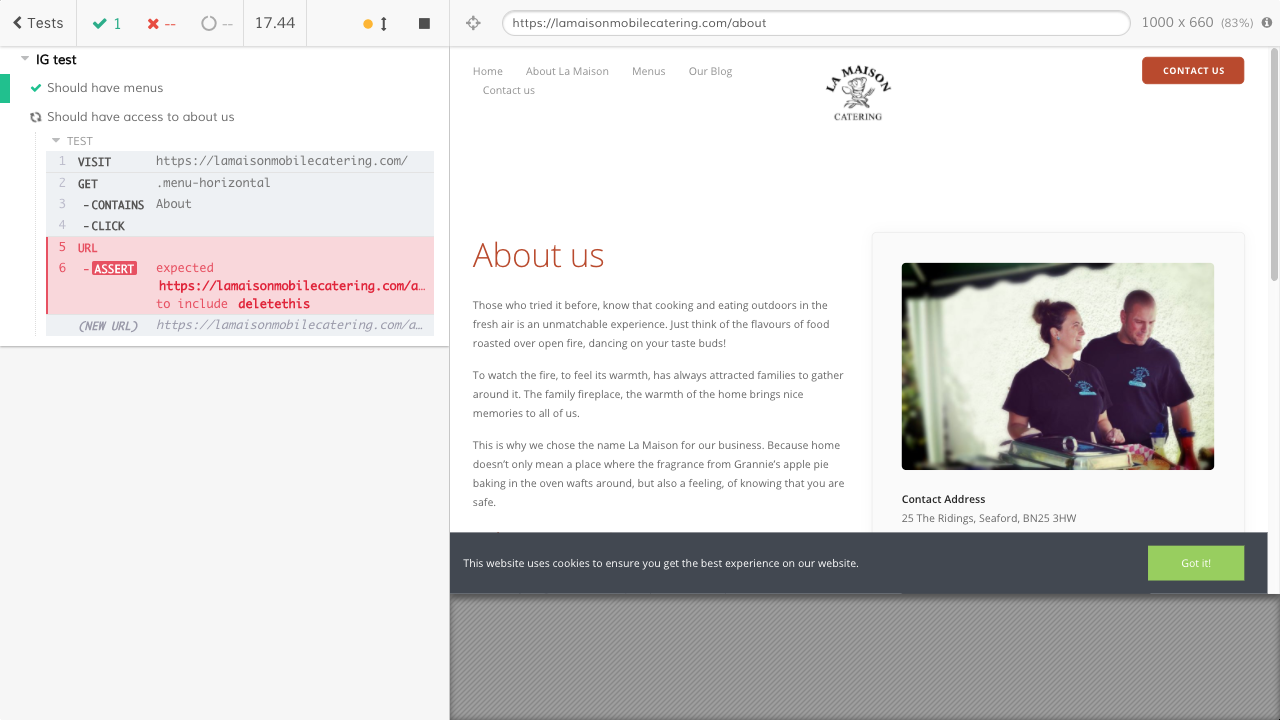 Tests
1
--
--
17.44
https://lamaisonmobilecatering.com/about
1000 x 660 (83%)
IG test
Should have menus
Should have access to about us
TEST
1 VISIT https://lamaisonmobilecatering.com/
2 GET .menu-horizontal
3 -CONTAINS About
4 -CLICK
5 URL
6 -ASSERT expected
https://lamaisonmobilecatering.com/a…
to include deletethis
(NEW URL) https://lamaisonmobilecatering.com/a…
Home About La Maison Menus Our Blog
Contact us
LA MAISON
CATERING
CONTACT US
About us
Those who tried it before, know that cooking and eating outdoors in the
fresh air is an unmatchable experience. Just think of the flavours of food
roasted over open fire, dancing on your taste buds!
To watch the fire, to feel its warmth, has always attracted families to gather
around it. The family fireplace, the warmth of the home brings nice
memories to all of us.
This is why we chose the name La Maison for our business. Because home
doesn't only mean a place where the fragrance from Grannie's apple pie
baking in the oven wafts around, but also a feeling, of knowing that you are
safe.
Contact Address
25 The Ridings, Seaford, BN25 3HW
This website uses cookies to ensure you get the best experience on our website.
Got it!